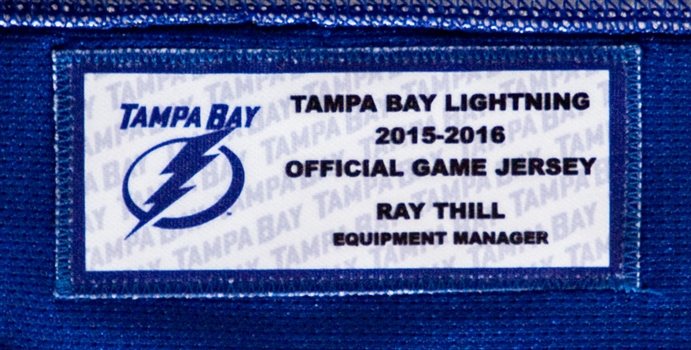 TAMPA BAY
TAMPA BAY LIGHTNING
2015-2016
OFFICIAL GAME JERSEY
RAY THILL
EQUIPMENT MANAGER